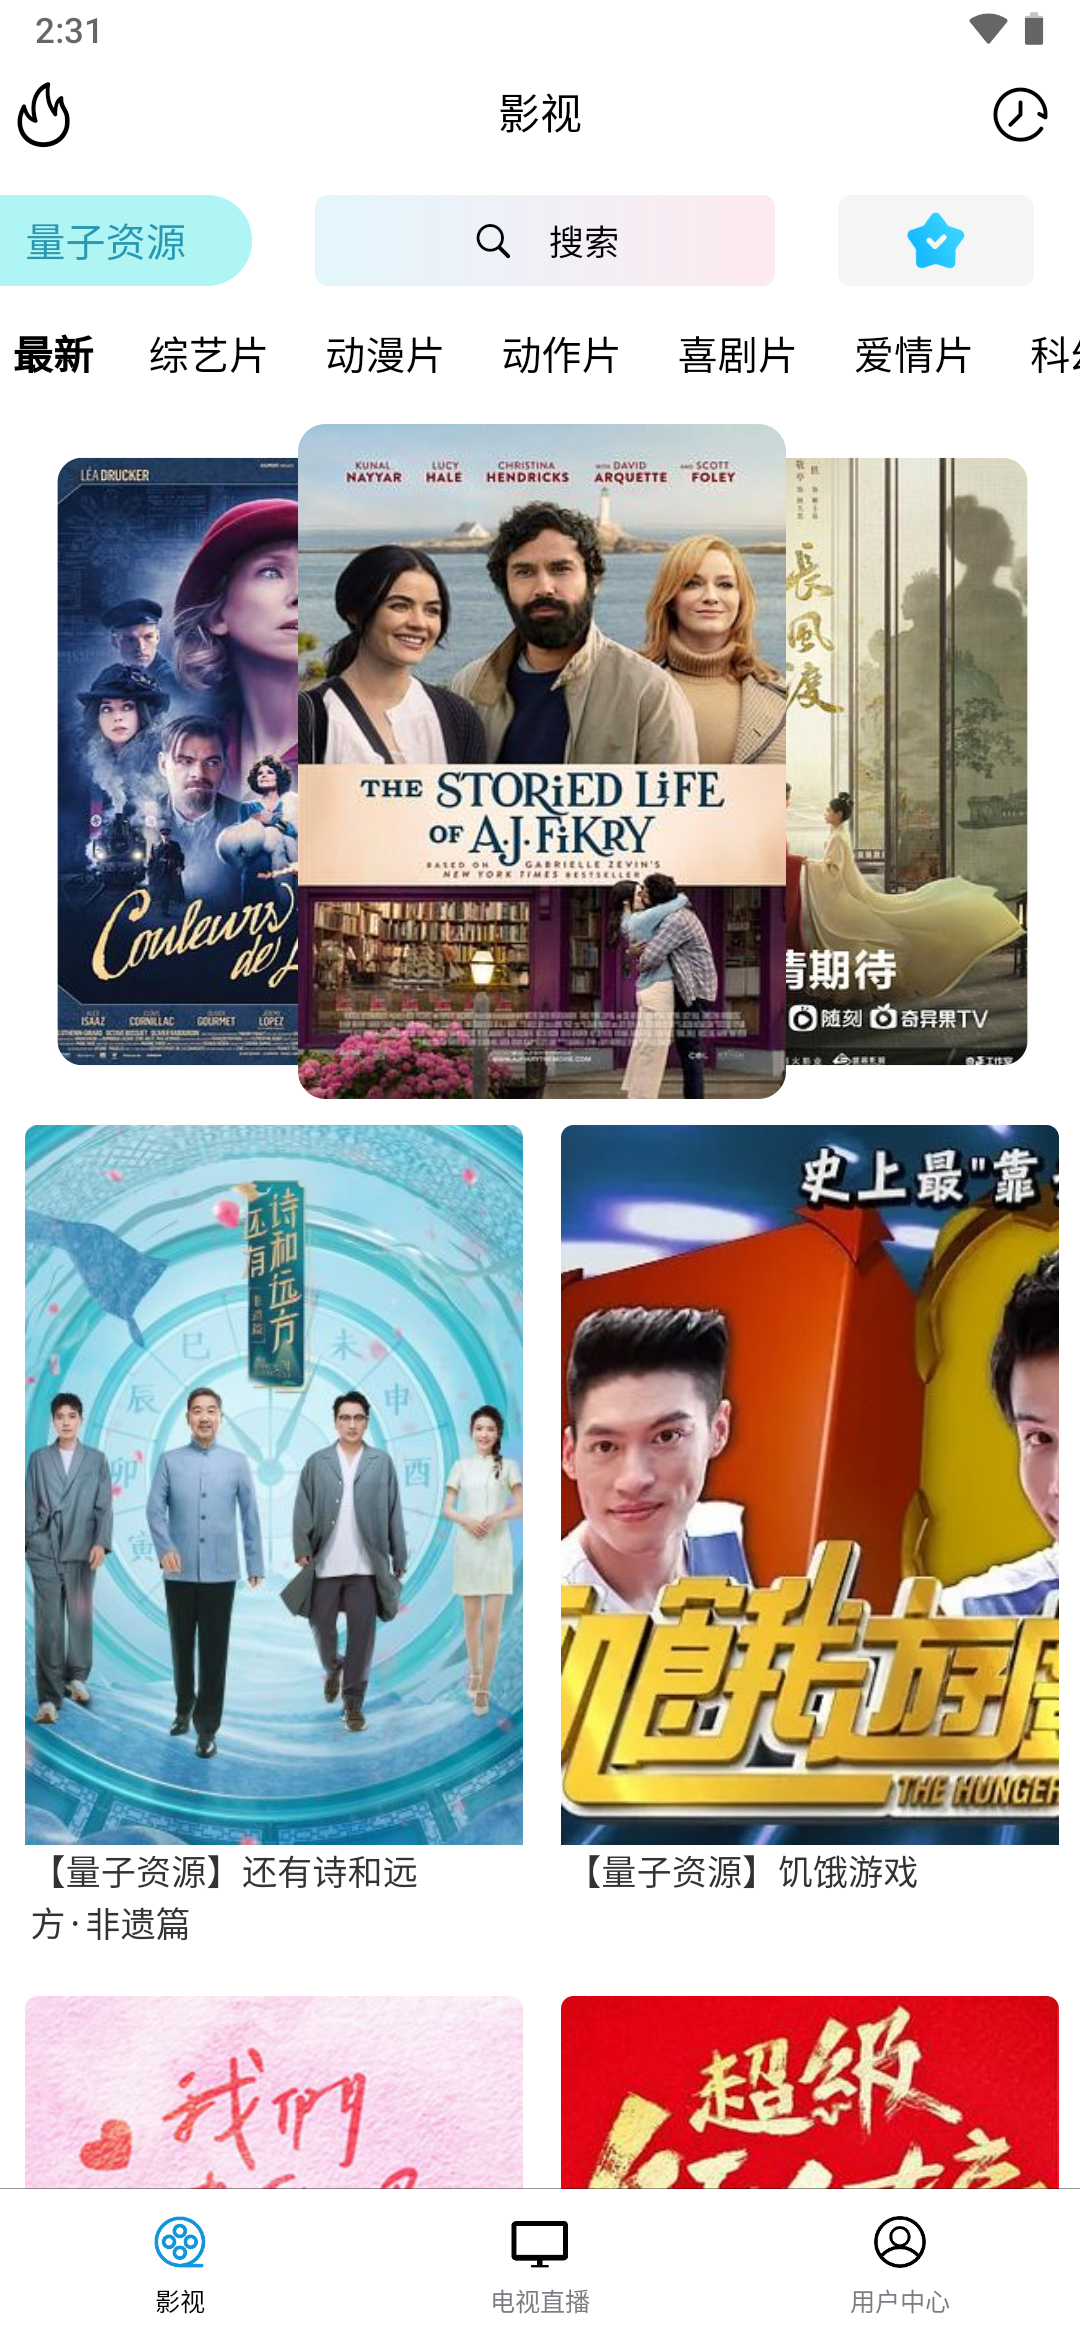 2:31
影视
量子资源
搜索
最新
综艺片
动漫片
动作片
喜剧片
爱情片
LÉA DRUCKER
KUNAL NAYYAR
LUCY HALE
CHRISTINA HENDRICKS
WITH DAVID ARQUETTE
AND SCOTT FOLEY
THE STORIED LIFE
OF A.J. FIKRY
BASED ON GABRIELLE ZEVIN'S
NEW YORK TIMES BESTSELLER
Couleurs
de
ISAAZ
CORNILLAC
GOURMET
LOPEZ
長風渡
期待
随刻 奇异果TV
还有
诗和远方
巳
未
辰
申
卯
酉
寅
史上最"靠
餓
THE HUNGER
【量子资源】还有诗和远
方·非遗篇
【量子资源】饥饿游戏
我們
超級
影视
电视直播
用户中心